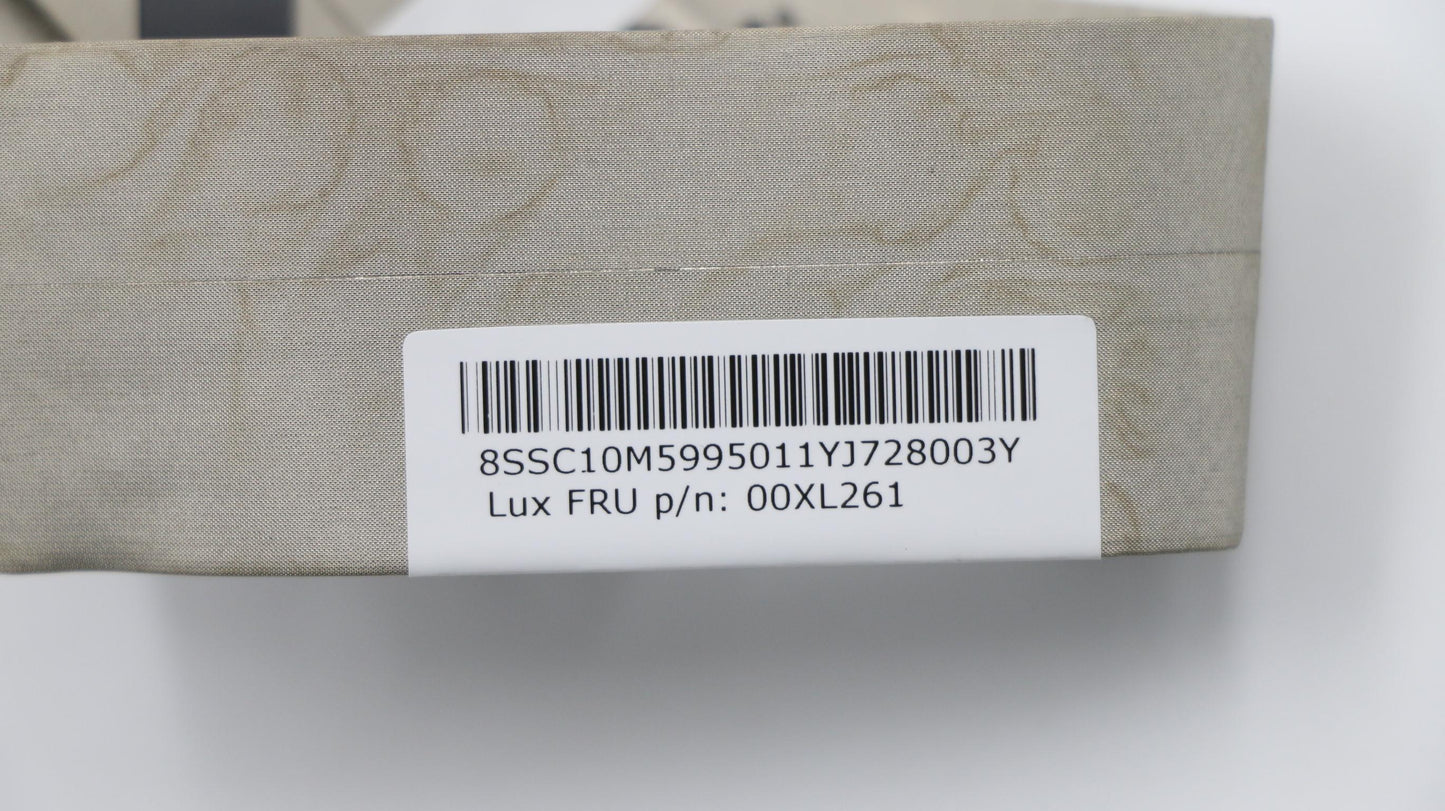 8SSC10M5995011YJ728003Y
Lux FRU p/n: 00XL261